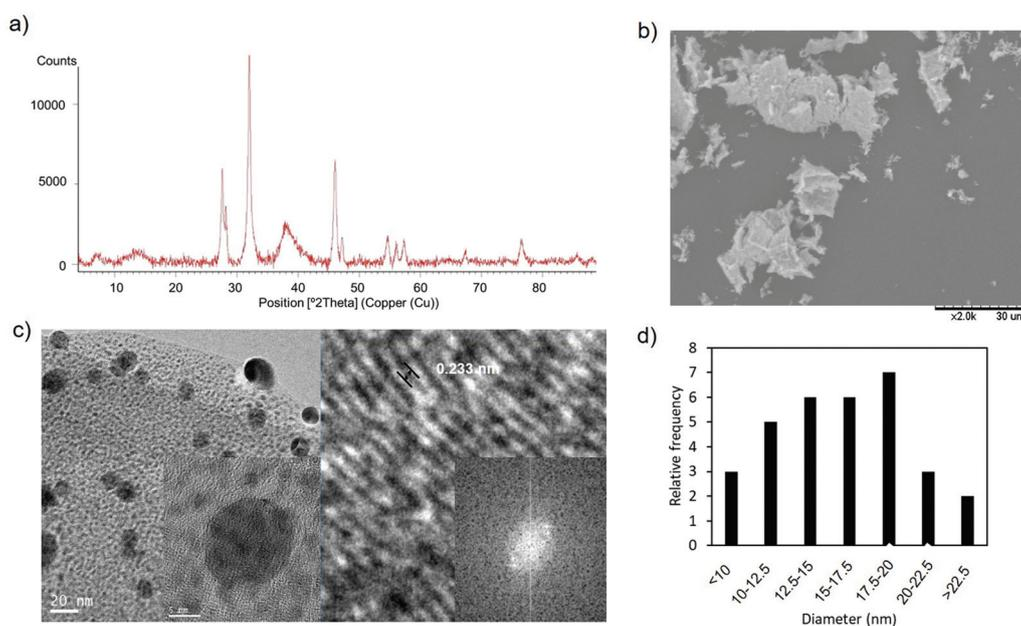 a)
Counts
10000
5000
0
10 20 30 40 50 60 70 80
Position [°2Theta] (Copper (Cu))
b)
x2.0k 30 um
c)
0.233 nm
20 nm
5 nm
d)
Relative frequency
8
7
6
5
4
3
2
1
0
<10 10-12.5 12.5-15 15-17.5 17.5-20 20-22.5 >22.5
Diameter (nm)